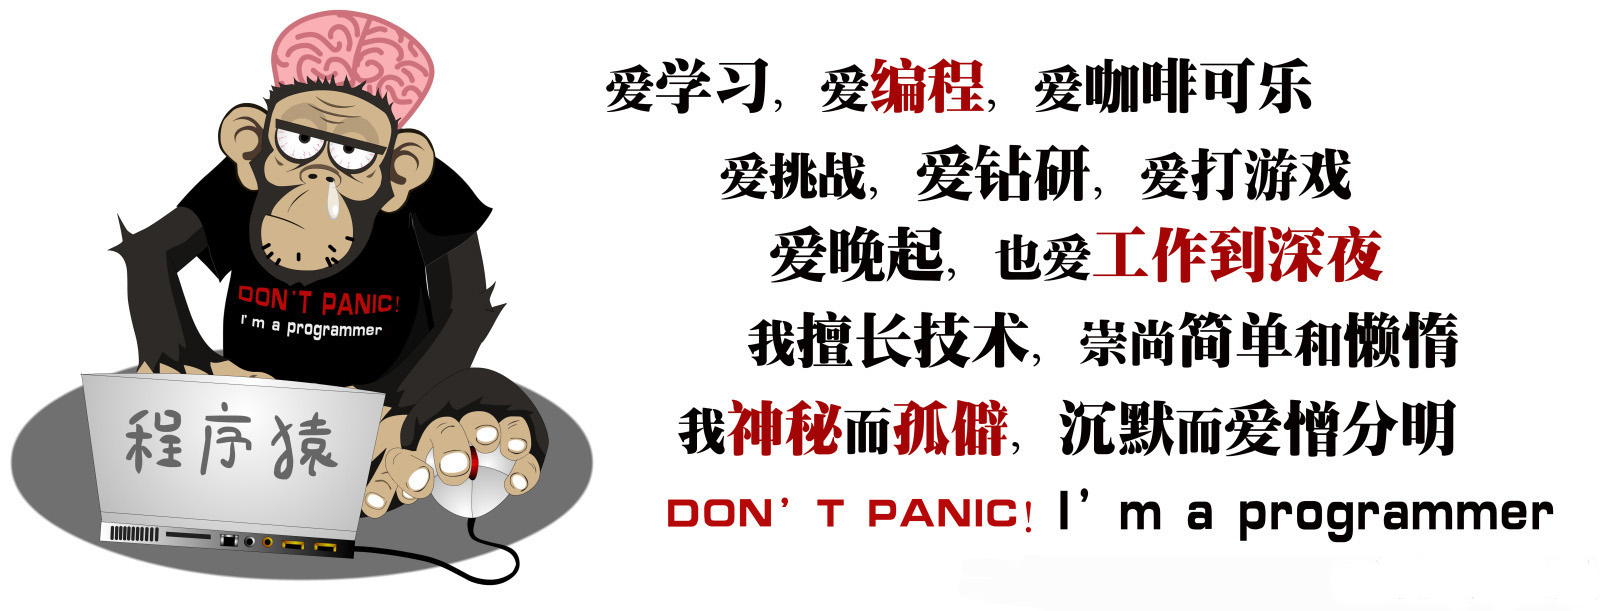 DON'T PANIC!
I'm a programmer
程序猿
爱学习，爱编程，爱咖啡可乐
爱挑战，爱钻研，爱打游戏
爱晚起，也爱工作到深夜
我擅长技术，崇尚简单和懒惰
我神秘而孤僻，沉默而爱憎分明
DON'T PANIC! I'm a programmer